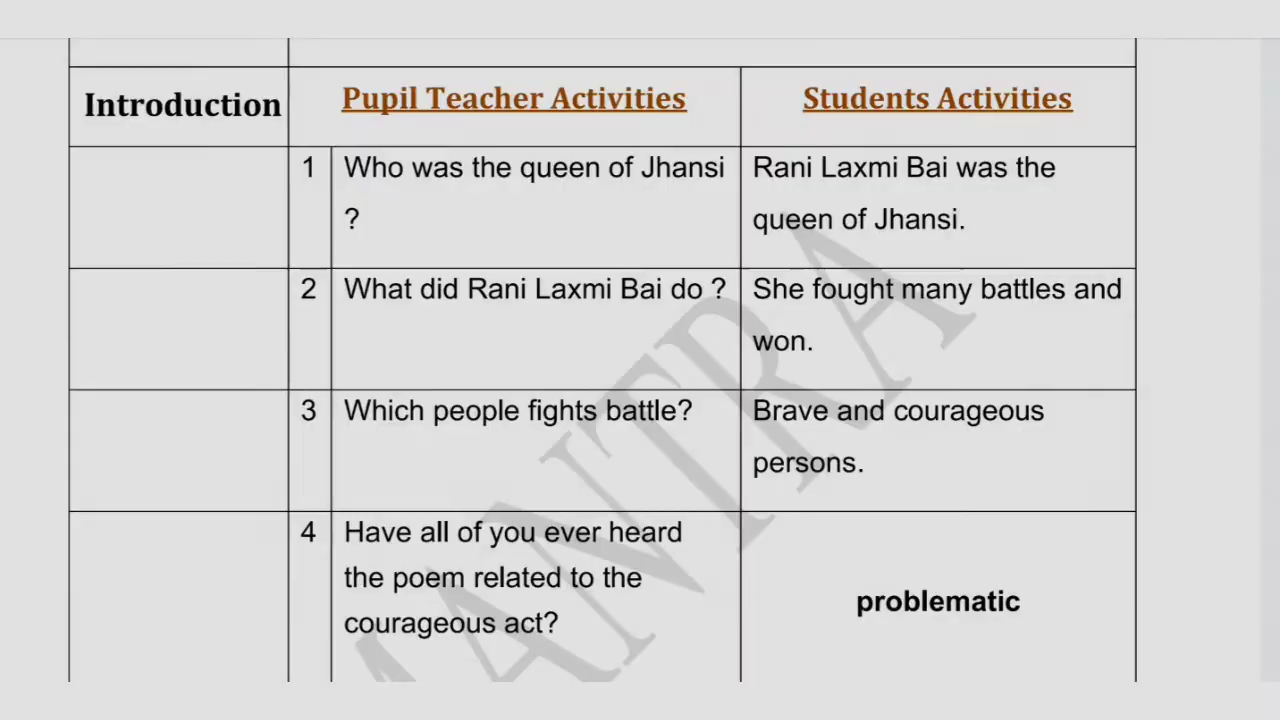 Introduction
Pupil Teacher Activities
Students Activities
1
Who was the queen of Jhansi
?
Rani Laxmi Bai was the
queen of Jhansi.
2
What did Rani Laxmi Bai do ?
She fought many battles and
won.
3
Which people fights battle?
Brave and courageous
persons.
4
Have all of you ever heard
the poem related to the
courageous act?
problematic